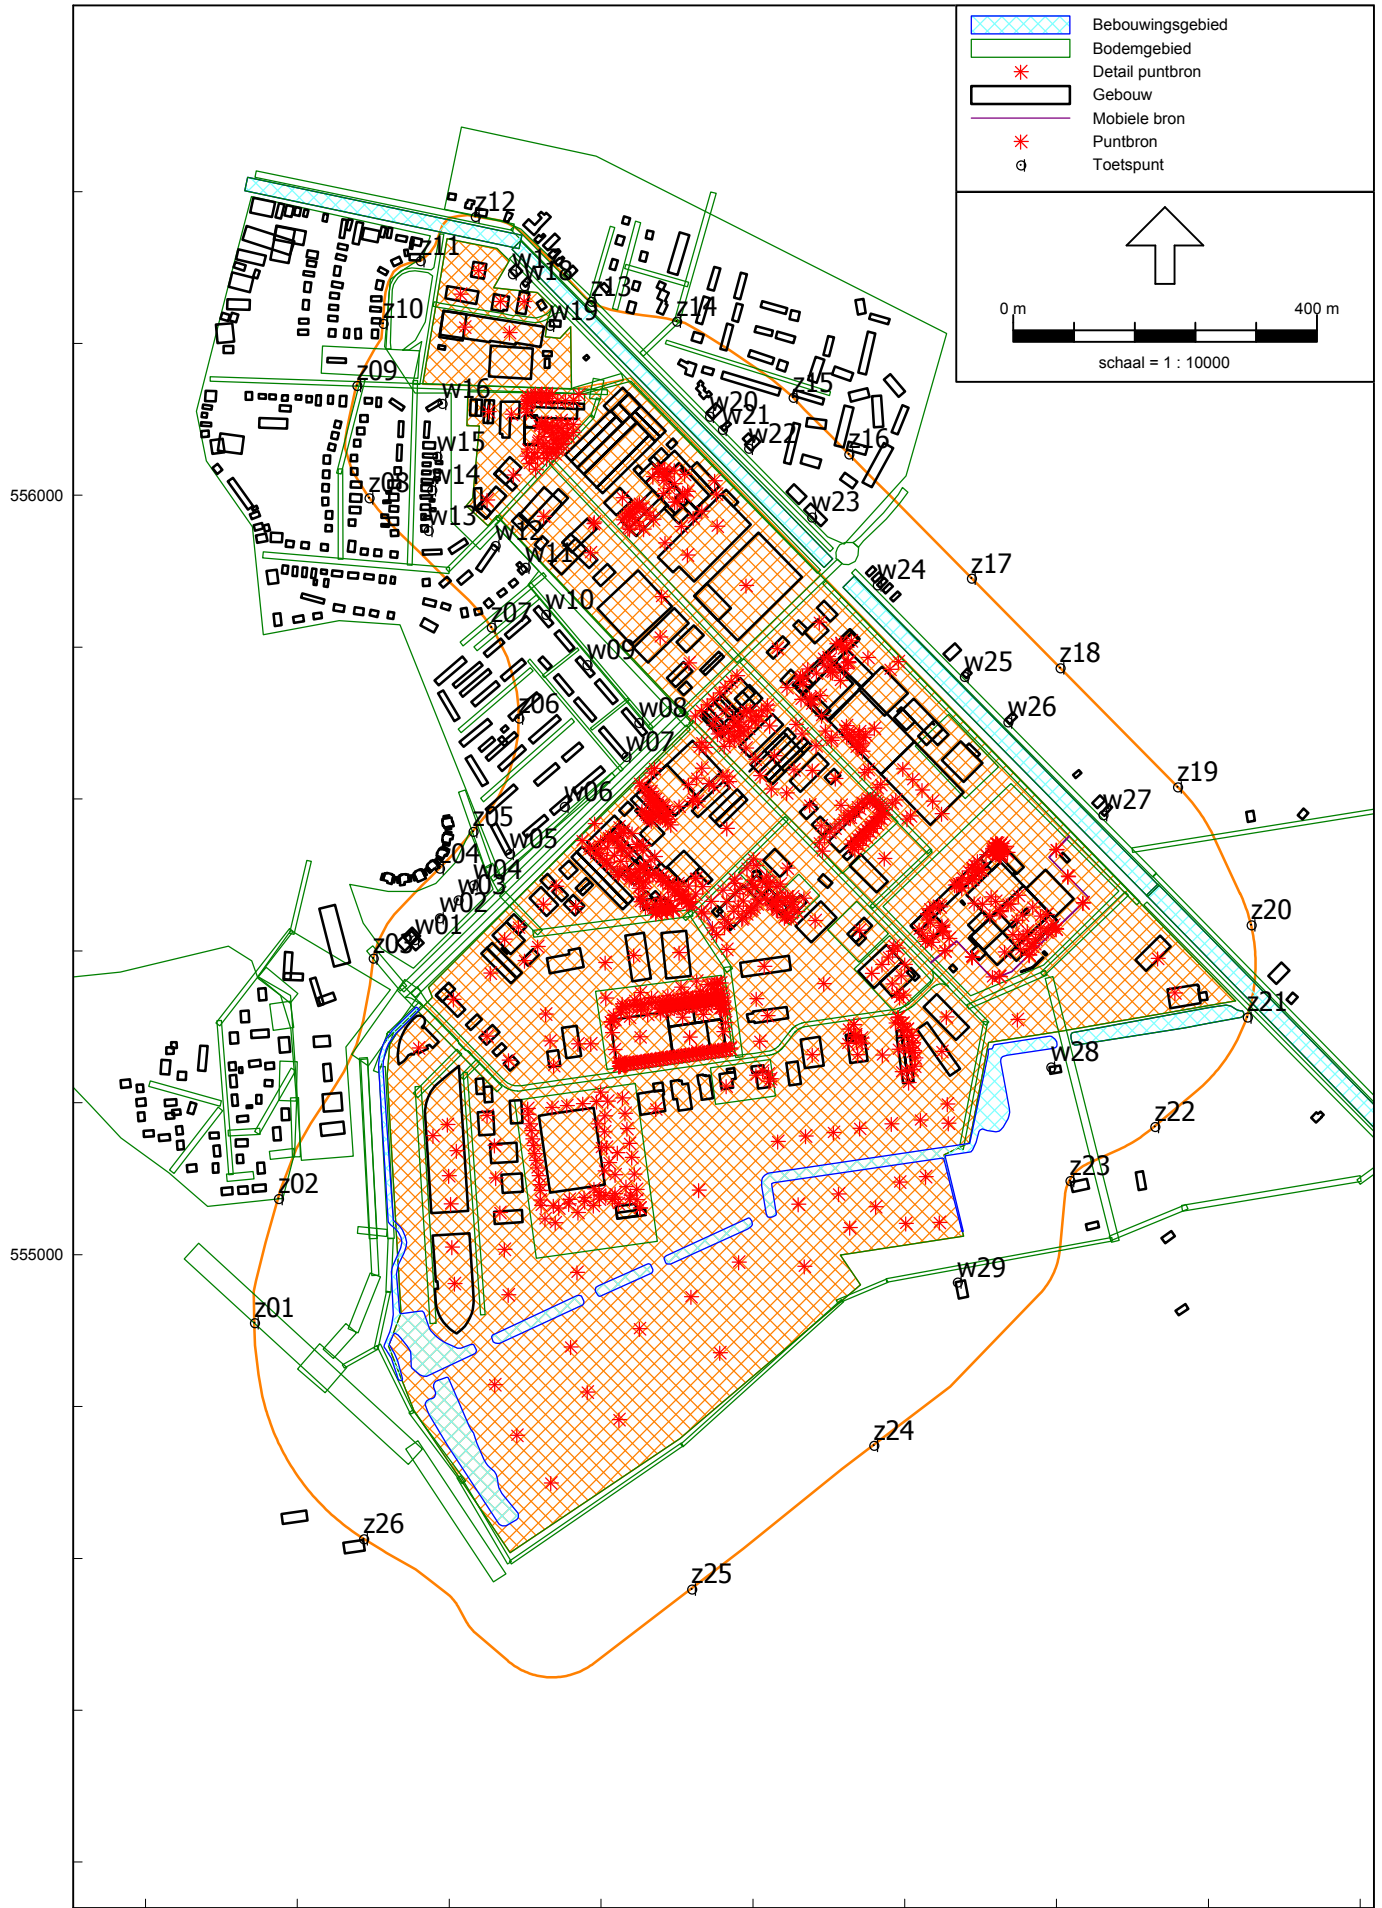 Bebouwingsgebied
Bodemgebied
Detail puntbron
Gebouw
Mobiele bron
Puntbron
Toetspunt
0 m
400 m
schaal = 1 : 10000
z12
z11
w17
w18
z13
z10
w19
z14
z09
w16
z15
w20
w21
w22
z16
w15
w14
z08
556000
w13
w23
w12
w11
w24
z17
w10
z07
w09
z18
w25
z06
w08
w26
w07
z19
w06
w27
z05
w05
z04
w04
w03
w02
w01
z03
z20
z21
w28
z22
z23
z02
555000
w29
z01
z24
z26
z25